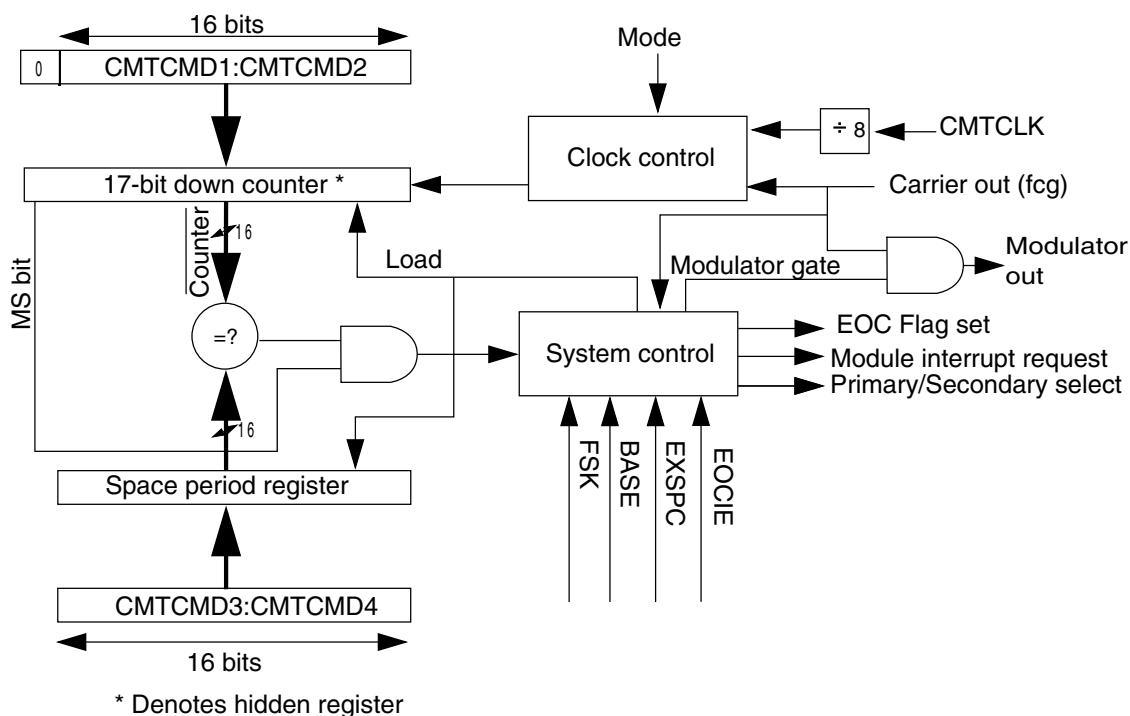 16 bits
0 CMTCMD1:CMTCMD2
Mode
÷ 8
CMTCLK
Clock control
17-bit down counter *
Carrier out (fcg)
Counter
16
MS bit
Load
Modulator gate
Modulator
out
=?
System control
EOC Flag set
Module interrupt request
Primary/Secondary select
16
FSK
BASE
EXSPC
EOCIE
Space period register
CMTCMD3:CMTCMD4
16 bits
* Denotes hidden register